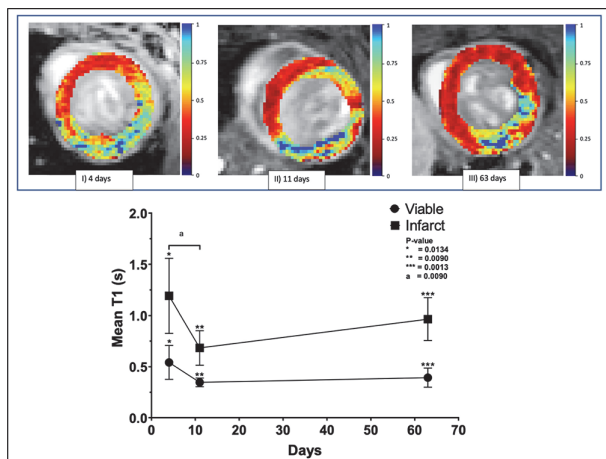 1
0.75
0.5
0.25
0
1
0.75
0.5
0.25
0
1
0.75
0.5
0.25
0
I) 4 days
II) 11 days
III) 63 days
Viable
Infarct
P-value
* = 0.0134
** = 0.0090
*** = 0.0013
a = 0.0090
2.0
1.5
1.0
0.5
0.0
Mean T1 (s)
a
*
**
***
*
**
***
0 10 20 30 40 50 60 70
Days